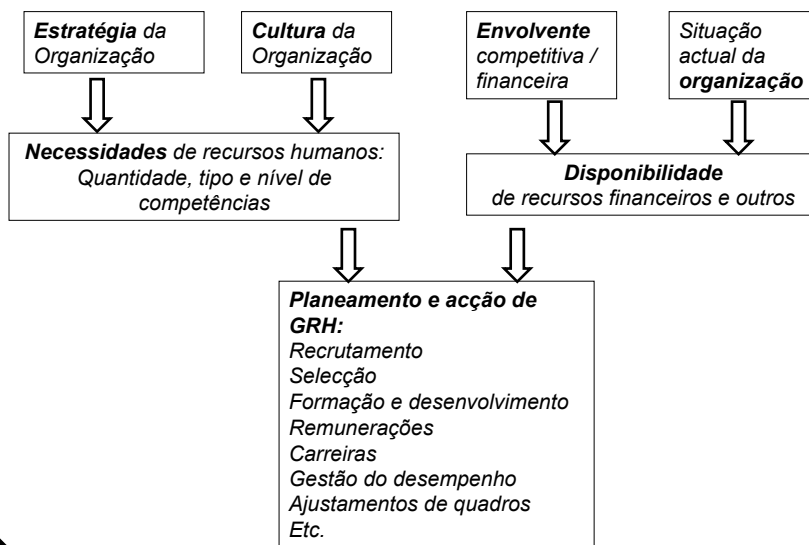 Estratégia da
Organização
Cultura da
Organização
Envolvente
competitiva /
financeira
Situação
actual da
organização
Necessidades de recursos humanos:
Quantidade, tipo e nível de
competências
Disponibilidade
de recursos financeiros e outros
Planeamento e acção de
GRH:
Recrutamento
Selecção
Formação e desenvolvimento
Remunerações
Carreiras
Gestão do desempenho
Ajustamentos de quadros
Etc.